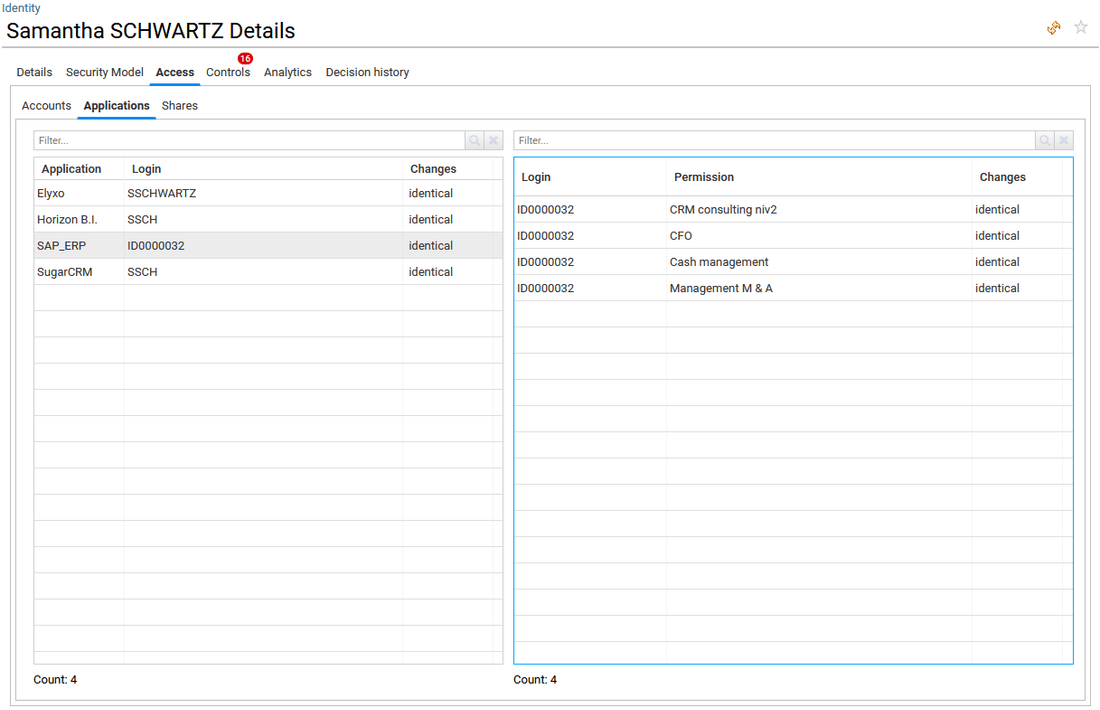 Identity
Samantha SCHWARTZ Details
16
Details Security Model Access Controls Analytics Decision history
Accounts Applications Shares
Filter... Filter...
Application Login Changes
Elyxo SSCHWARTZ identical
Horizon B.I. SSCH identical
SAP_ERP ID0000032 identical
SugarCRM SSCH identical
Count: 4
Login Permission Changes
ID0000032 CRM consulting niv2 identical
ID0000032 CFO identical
ID0000032 Cash management identical
ID0000032 Management M & A identical
Count: 4